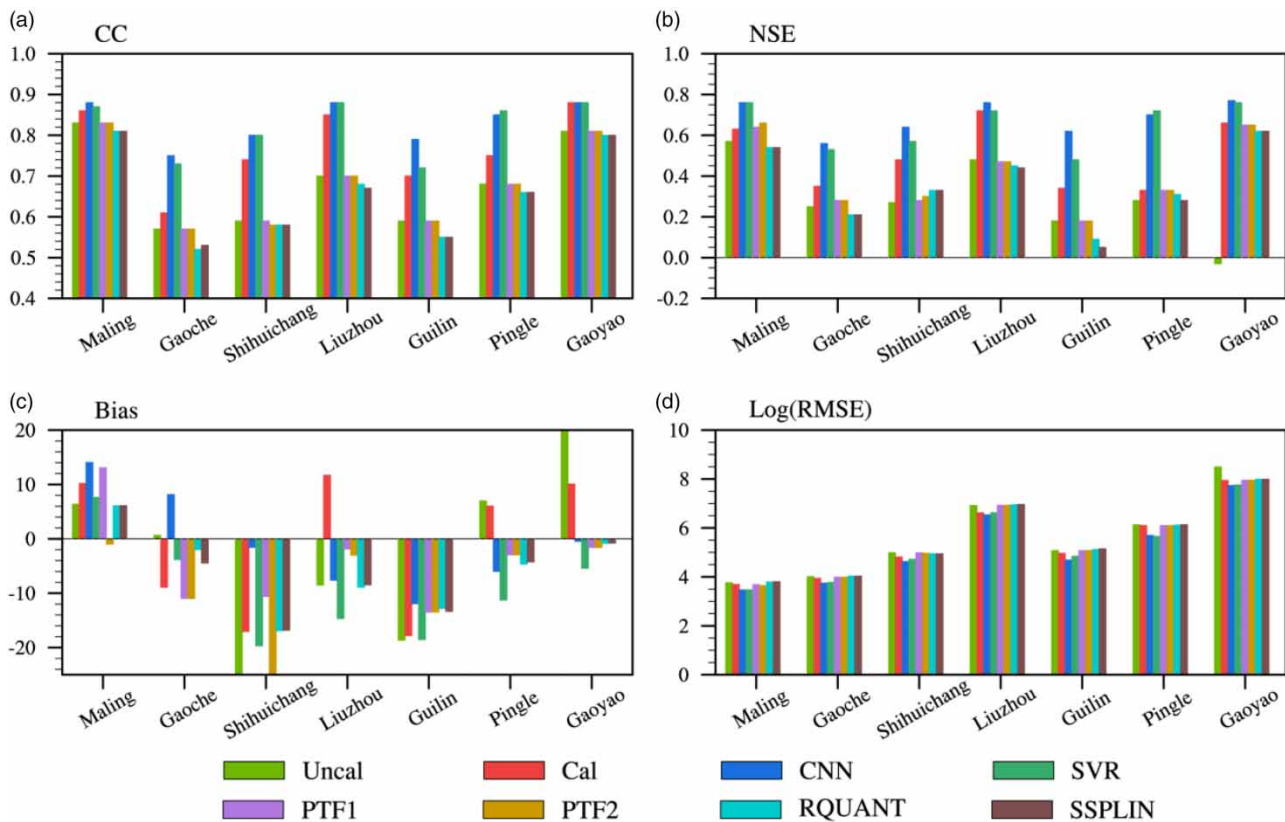 (a) CC
1.0
0.9
0.8
0.7
0.6
0.5
0.4
Maling Gaoche Shihuichang Liuzhou Guilin Pingle Gaoyao
(b) NSE
1.0
0.8
0.6
0.4
0.2
0.0
-0.2
Maling Gaoche Shihuichang Liuzhou Guilin Pingle Gaoyao
(c) Bias
20
10
0
-10
-20
Maling Gaoche Shihuichang Liuzhou Guilin Pingle Gaoyao
(d) Log(RMSE)
10
8
6
4
2
0
Maling Gaoche Shihuichang Liuzhou Guilin Pingle Gaoyao
Uncal Cal CNN SVR
PTF1 PTF2 RQUANT SSPLIN